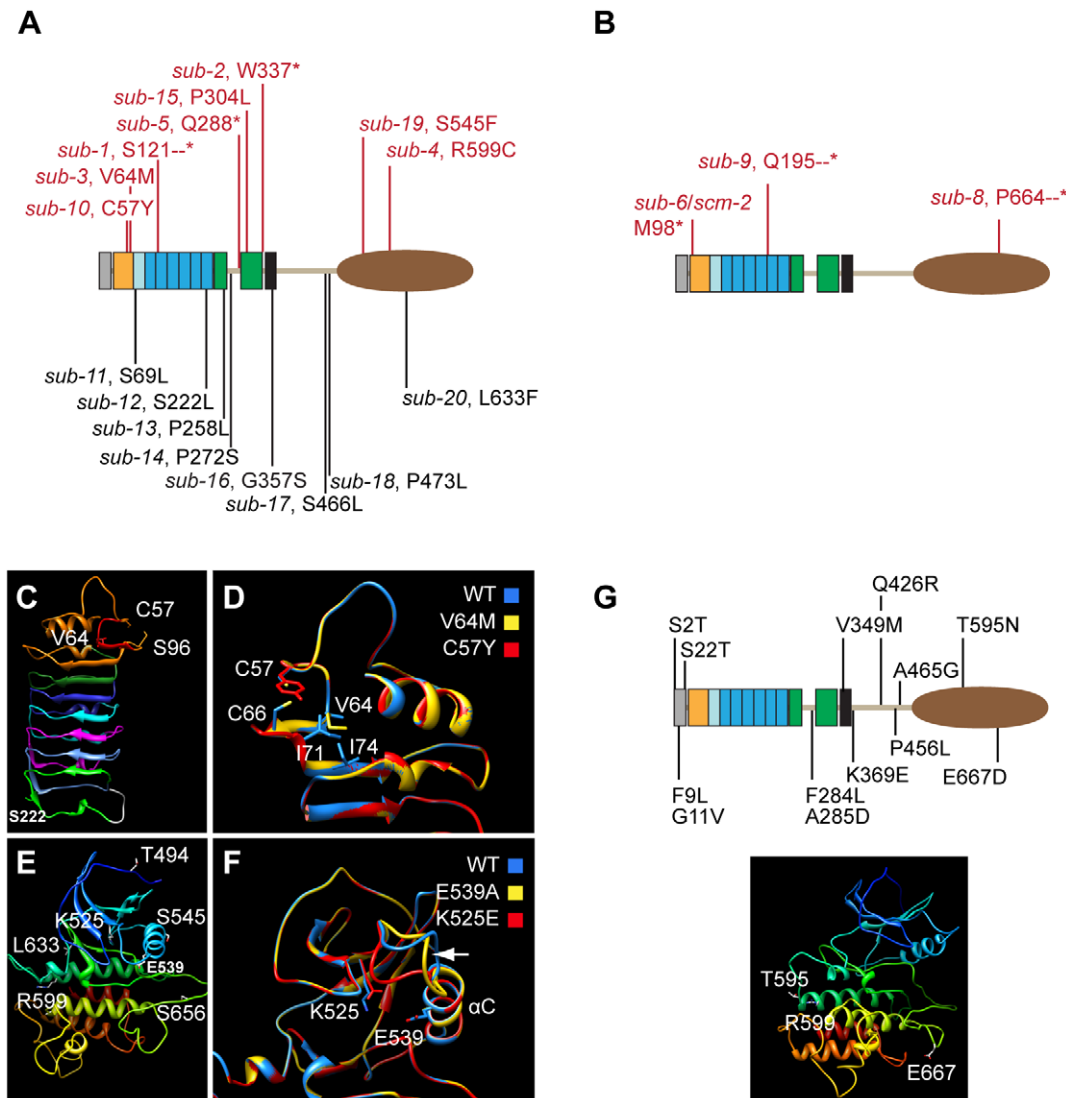 A
sub-2, W337*
sub-15, P304L
sub-5, Q288*
sub-1, S121--*
sub-3, V64M
sub-10, C57Y
sub-19, S545F
sub-4, R599C
sub-11, S69L
sub-12, S222L
sub-13, P258L
sub-14, P272S
sub-16, G357S
sub-17, S466L
sub-18, P473L
sub-20, L633F
B
sub-9, Q195--*
sub-6/scm-2
M98*
sub-8, P664--*
C
C57
V64
S96
S222
D
WT
V64M
C57Y
C57
C66
V64
I71
I74
E
T494
K525
S545
L633
E539
R599
S656
F
WT
E539A
K525E
K525
αC
E539
G
Q426R
S2T
S22T
V349M
T595N
A465G
P456L
K369E
E667D
F9L
G11V
F284L
A285D
T595
R599
E667